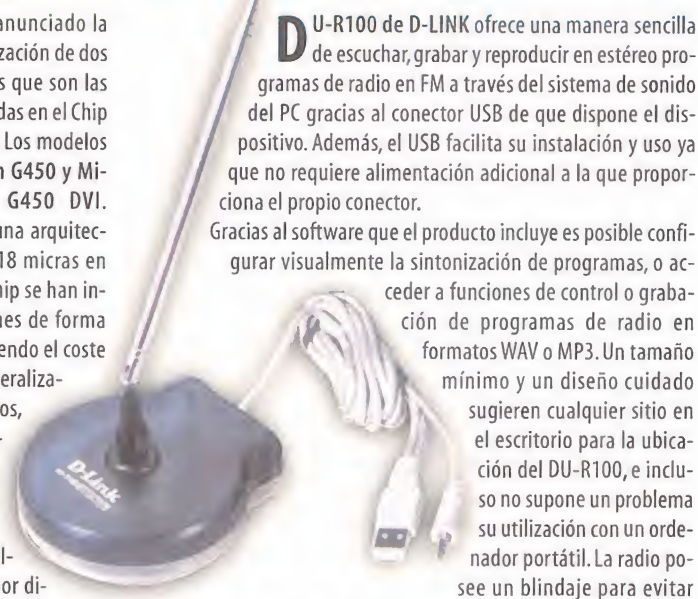 anunciado la
zación de dos
s que son las
das en el Chip
Los modelos
n G450 y Mi-
G450 DVI.
una arquitec-
18 micras en
hip se han in-
nes de forma
endo el coste
eraliza-
os,
-
l-
or di-
D-Link
DU-R100 de D-LINK ofrece una manera sencilla
de escuchar, grabar y reproducir en estéreo pro-
gramas de radio en FM a través del sistema de sonido
del PC gracias al conector USB de que dispone el dis-
positivo. Además, el USB facilita su instalación y uso ya
que no requiere alimentación adicional a la que propor-
ciona el propio conector.
Gracias al software que el producto incluye es posible confi-
gurar visualmente la sintonización de programas, o ac-
ceder a funciones de control o graba-
ción de programas de radio en
formatos WAV o MP3. Un tamaño
mínimo y un diseño cuidado
sugieren cualquier sitio en
el escritorio para la ubica-
ción del DU-R100, e inclu-
so no supone un problema
su utilización con un orde-
nador portátil. La radio po-
see un blindaje para evitar